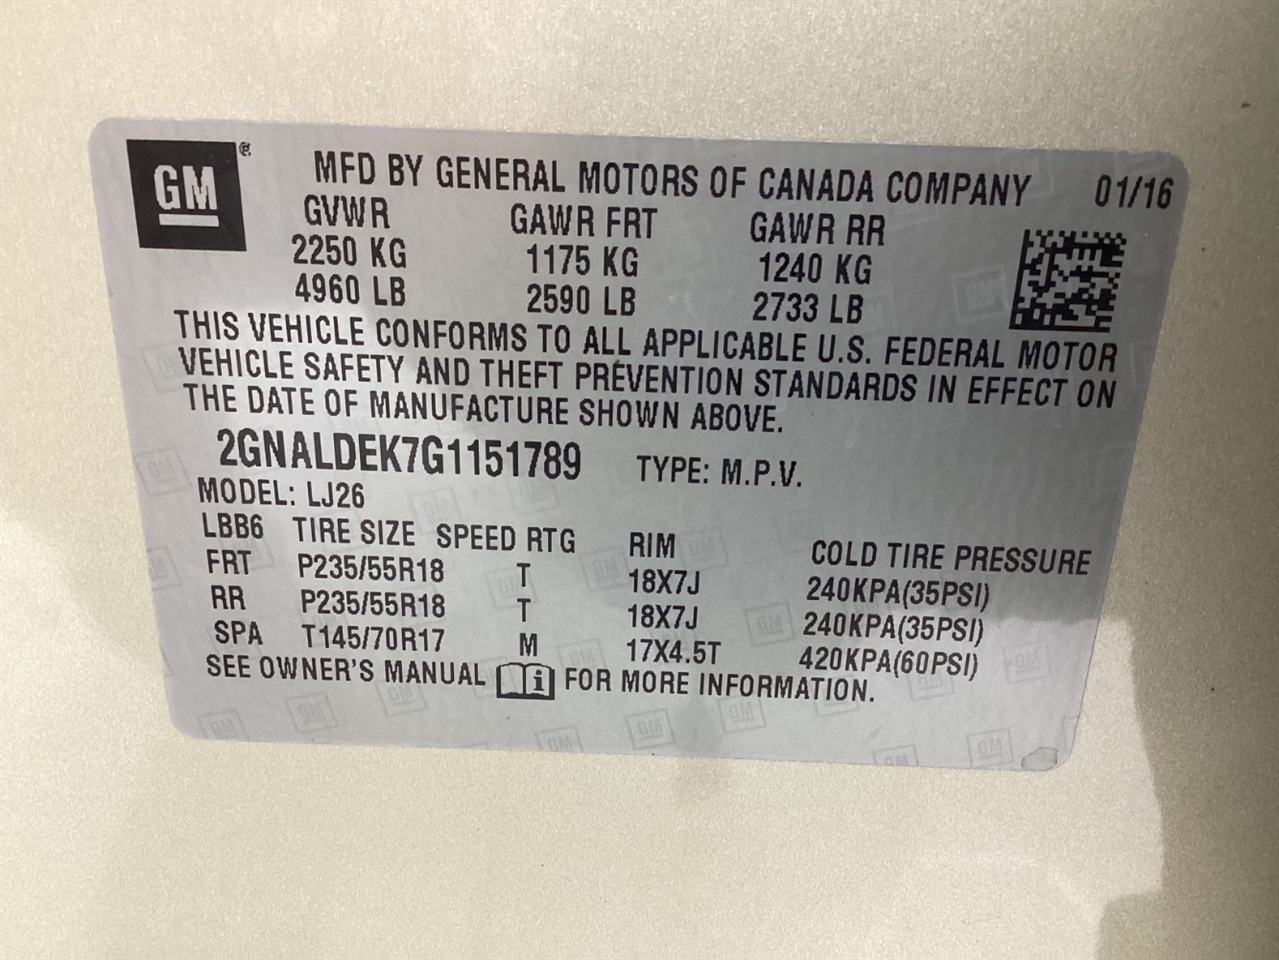 GM® MFD BY GENERAL MOTORS OF CANADA COMPANY 01/16
GVWR GAWR FRT GAWR RR
2250 KG 1175 KG 1240 KG
4960 LB 2590 LB 2733 LB
THIS VEHICLE CONFORMS TO ALL APPLICABLE U.S. FEDERAL MOTOR
VEHICLE SAFETY AND THEFT PREVENTION STANDARDS IN EFFECT ON
THE DATE OF MANUFACTURE SHOWN ABOVE.
2GNALDEK7G1151789 TYPE: M.P.V.
MODEL: LJ26
LBB6 TIRE SIZE SPEED RTG RIM COLD TIRE PRESSURE
FRT P235/55R18 T 18X7J 240KPA(35PSI)
RR P235/55R18 T 18X7J 240KPA(35PSI)
SPA T145/70R17 M 17X4.5T 420KPA(60PSI)
SEE OWNER'S MANUAL i FOR MORE INFORMATION.